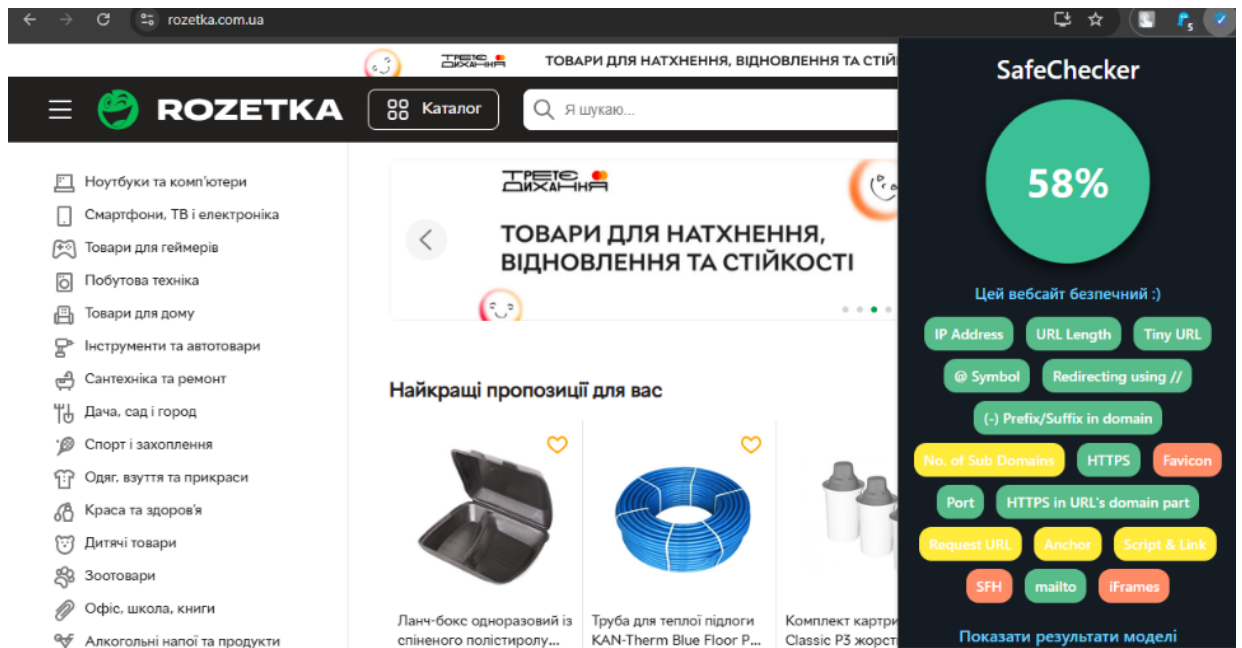 rozetka.com.ua
5
ТРЕТЄ
ДИХАННЯ
ТОВАРИ ДЛЯ НАТХНЕННЯ, ВІДНОВЛЕННЯ ТА СТІЙ
ROZETKA
Каталог
Я шукаю...
Ноутбуки та комп'ютери
Смартфони, ТВ і електроніка
Товари для геймерів
Побутова техніка
Товари для дому
Інструменти та автотовари
Сантехніка та ремонт
Дача, сад і город
Спорт і захоплення
Одяг, взуття та прикраси
Краса та здоров'я
Дитячі товари
Зоотовари
Офіс, школа, книги
Алкогольні напої та продукти
ТРЕТЄ
ДИХАННЯ
ТОВАРИ ДЛЯ НАТХНЕННЯ,
ВІДНОВЛЕННЯ ТА СТІЙКОСТІ
Найкращі пропозиції для вас
Ланч-бокс одноразовий із
спіненого полістиролу...
Труба для теплої підлоги
KAN-Therm Blue Floor P...
Комплект картри
Classic P3 жорст
SafeChecker
58%
Цей вебсайт безпечний :)
IP Address URL Length Tiny URL
@ Symbol Redirecting using //
(-) Prefix/Suffix in domain
No. of Sub Domains HTTPS Favicon
Port HTTPS in URL's domain part
Request URL Anchor Script & Link
SFH mailto iFrames
Показати результати моделі